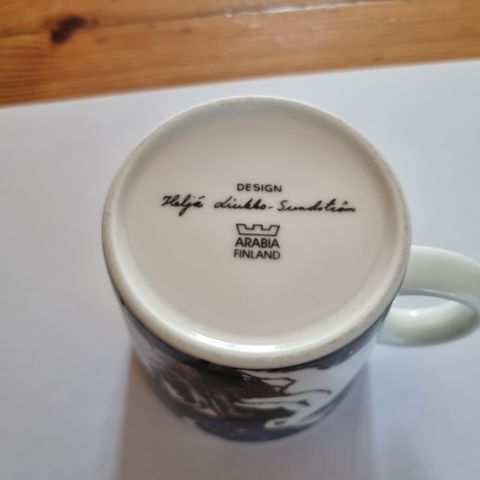 DESIGN
Heljä Liukko-Sundström
ARABIA
FINLAND